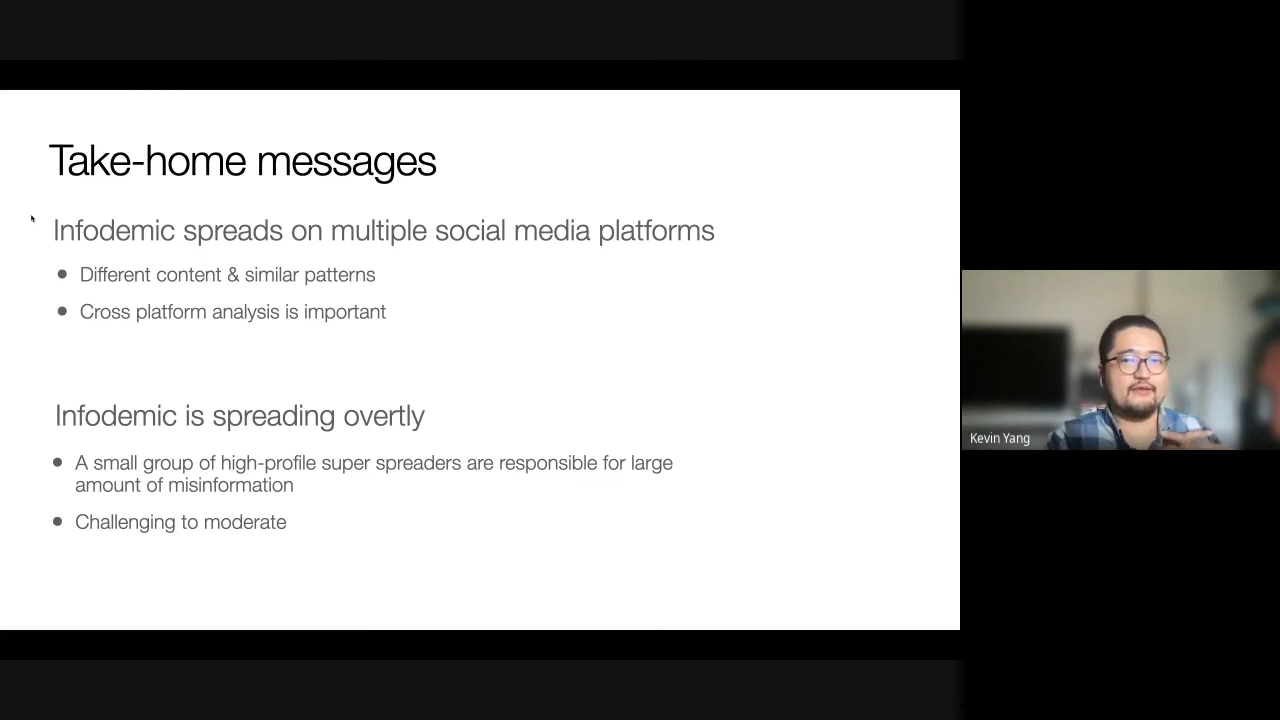 Take-home messages
Infodemic spreads on multiple social media platforms
Different content & similar patterns
Cross platform analysis is important
Infodemic is spreading overtly
A small group of high-profile super spreaders are responsible for large
amount of misinformation
Challenging to moderate
Kevin Yang